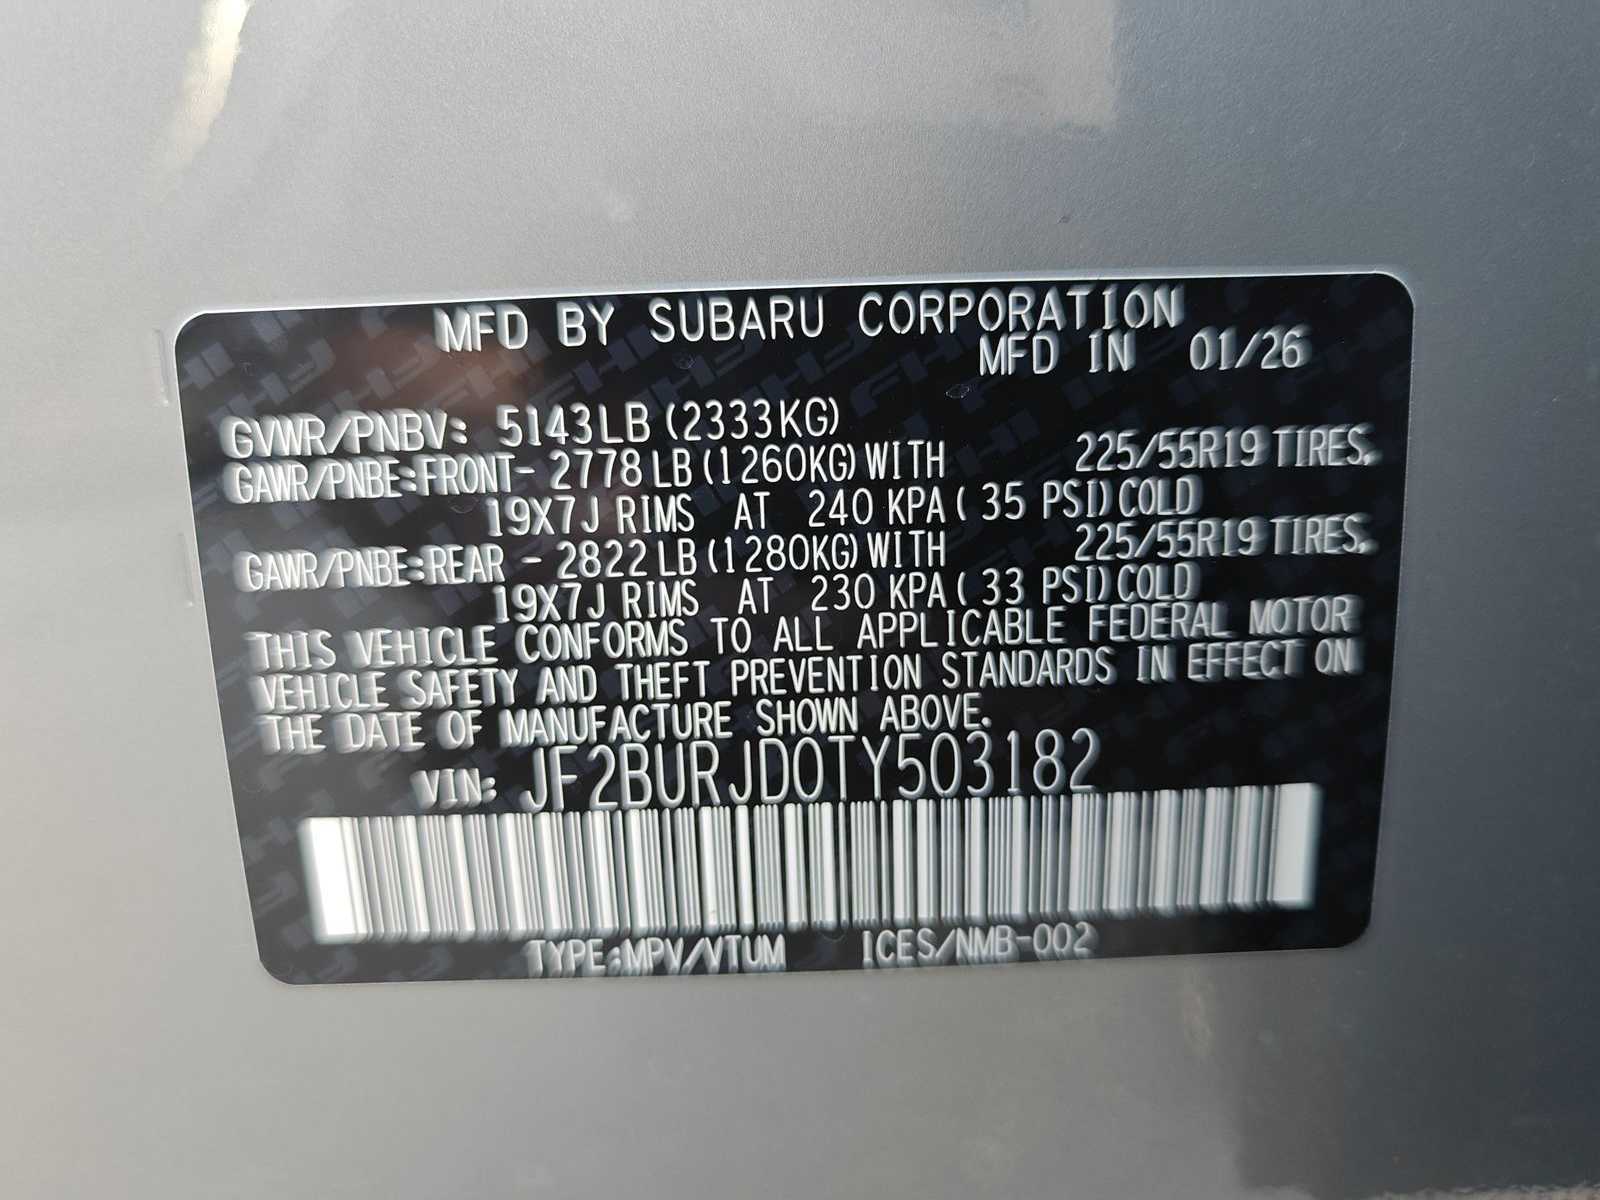 MFD BY SUBARU CORPORATION
MFD IN 01/26
GVWR/PNBV: 5143LB (2333KG)
GAWR/PNBE:FRONT- 2778 LB (1260KG) WITH 225/55R19 TIRES,
19X7J RIMS AT 240 KPA ( 35 PSI) COLD
GAWR/PNBE:REAR - 2822 LB (1280KG) WITH 225/55R19 TIRES,
19X7J RIMS AT 230 KPA ( 33 PSI) COLD
THIS VEHICLE CONFORMS TO ALL APPLICABLE FEDERAL MOTOR
VEHICLE SAFETY AND THEFT PREVENTION STANDARDS IN EFFECT ON
THE DATE OF MANUFACTURE SHOWN ABOVE.
VIN: JF2BURJD0TY503182
TYPE:MPV/VTUM ICES/NMB-002